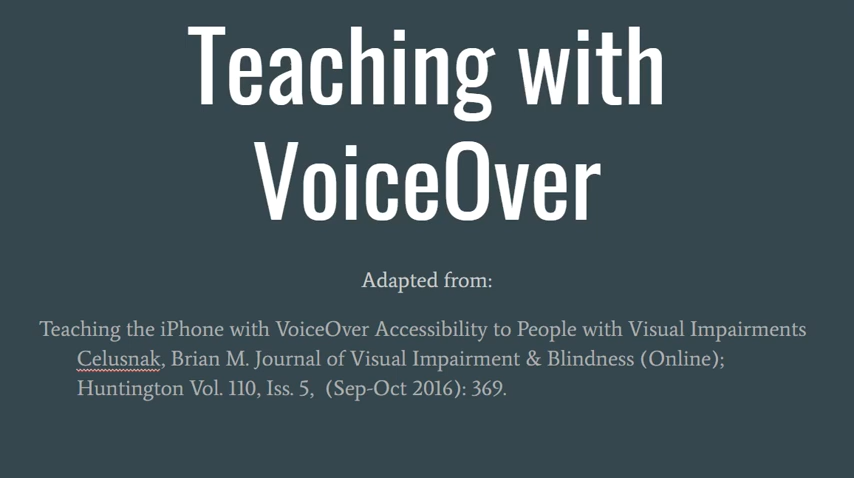 Teaching with
VoiceOver
Adapted from:
Teaching the iPhone with VoiceOver Accessibility to People with Visual Impairments
Celusnak, Brian M. Journal of Visual Impairment & Blindness (Online);
Huntington Vol. 110, Iss. 5,  (Sep-Oct 2016): 369.